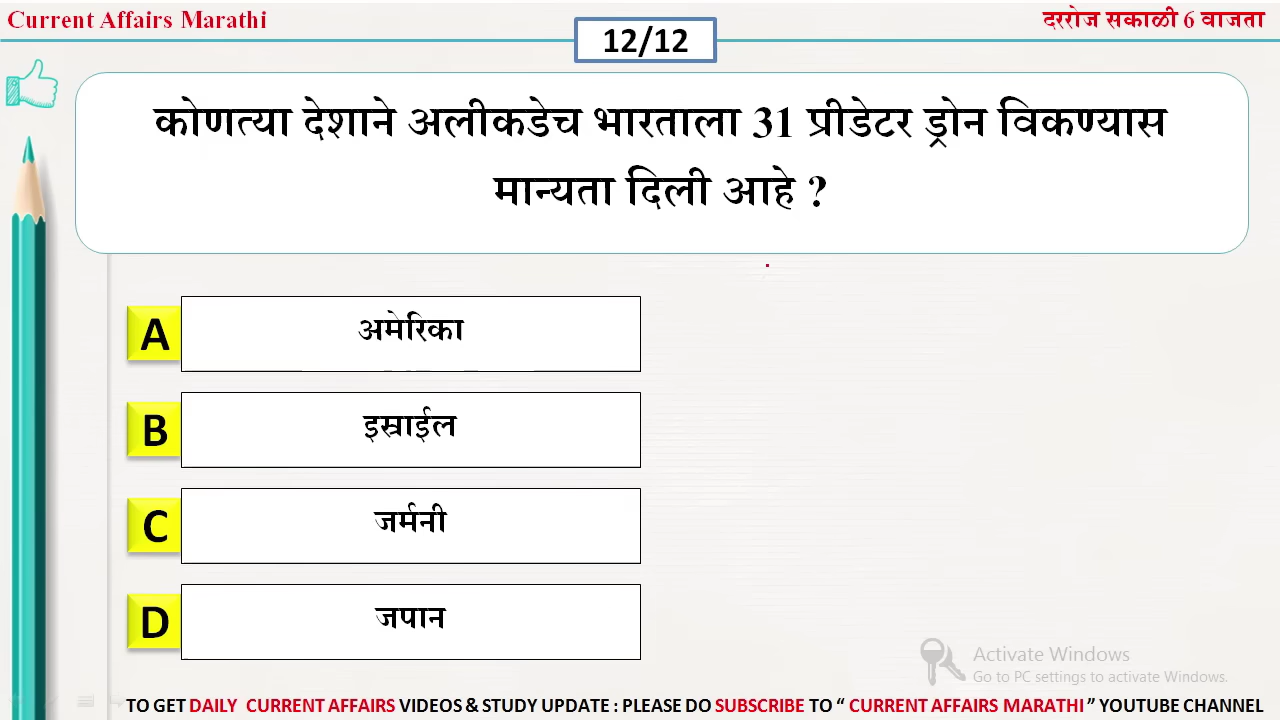 Current Affairs Marathi
दररोज सकाळी 6 वाजता
12/12
कोणत्या देशाने अलीकडेच भारताला 31 प्रीडेटर ड्रोन विकण्यास
मान्यता दिली आहे ?
A
अमेरिका
B
इस्राईल
C
जर्मनी
D
जपान
Activate Windows
Go to PC settings to activate Windows.
TO GET DAILY CURRENT AFFAIRS VIDEOS & STUDY UPDATE : PLEASE DO SUBSCRIBE TO “ CURRENT AFFAIRS MARATHI ” YOUTUBE CHANNEL